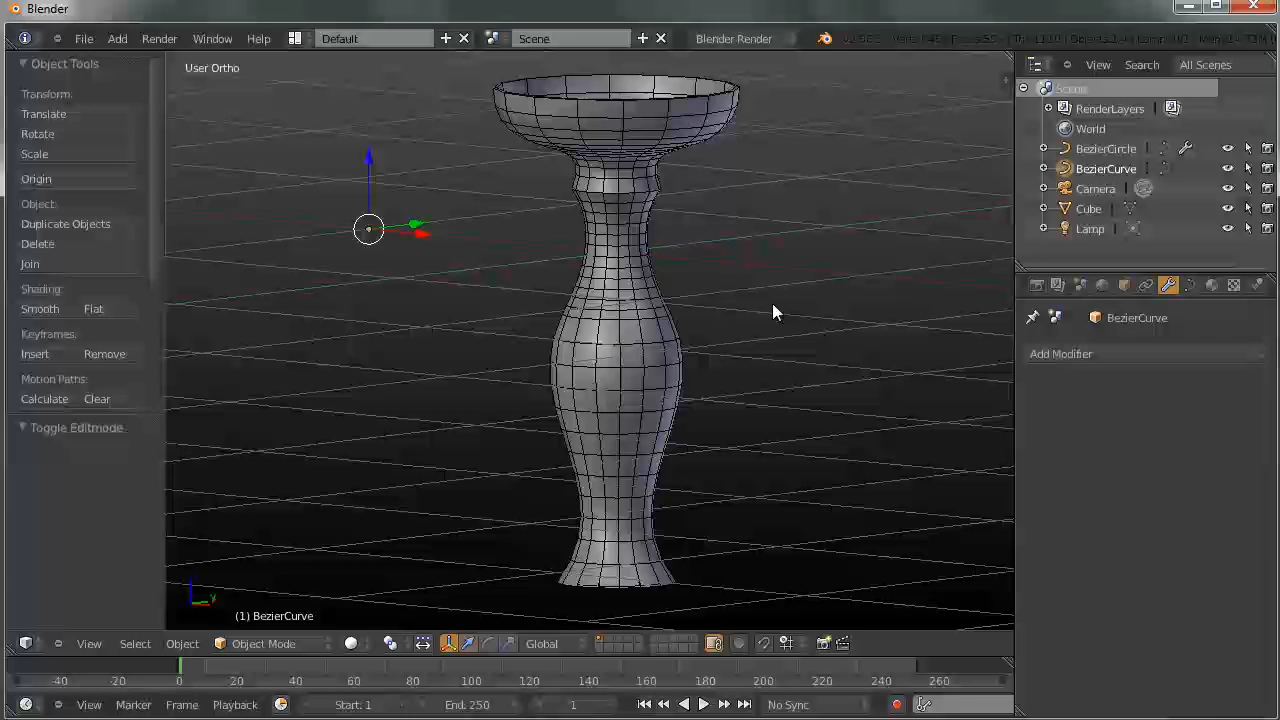 Blender
File Add Render Window Help Default Scene Blender Render
Object Tools
User Ortho
View Search All Scenes
Scene
Transform:
Translate
Rotate
Scale
Origin
Object:
Duplicate Objects
Delete
Join
Shading:
Smooth Flat
Keyframes:
Insert Remove
Motion Paths:
Calculate Clear
Toggle Editmode
RenderLayers
World
BezierCircle
BezierCurve
Camera
Cube
Lamp
BezierCurve
Add Modifier
y
(1) BezierCurve
View Select Object Object Mode Global
-40 -20 0 20 40 60 80 100 120 140 160 180 200 220 240 260
View Marker Frame Playback Start: 1 End: 250 1 No Sync